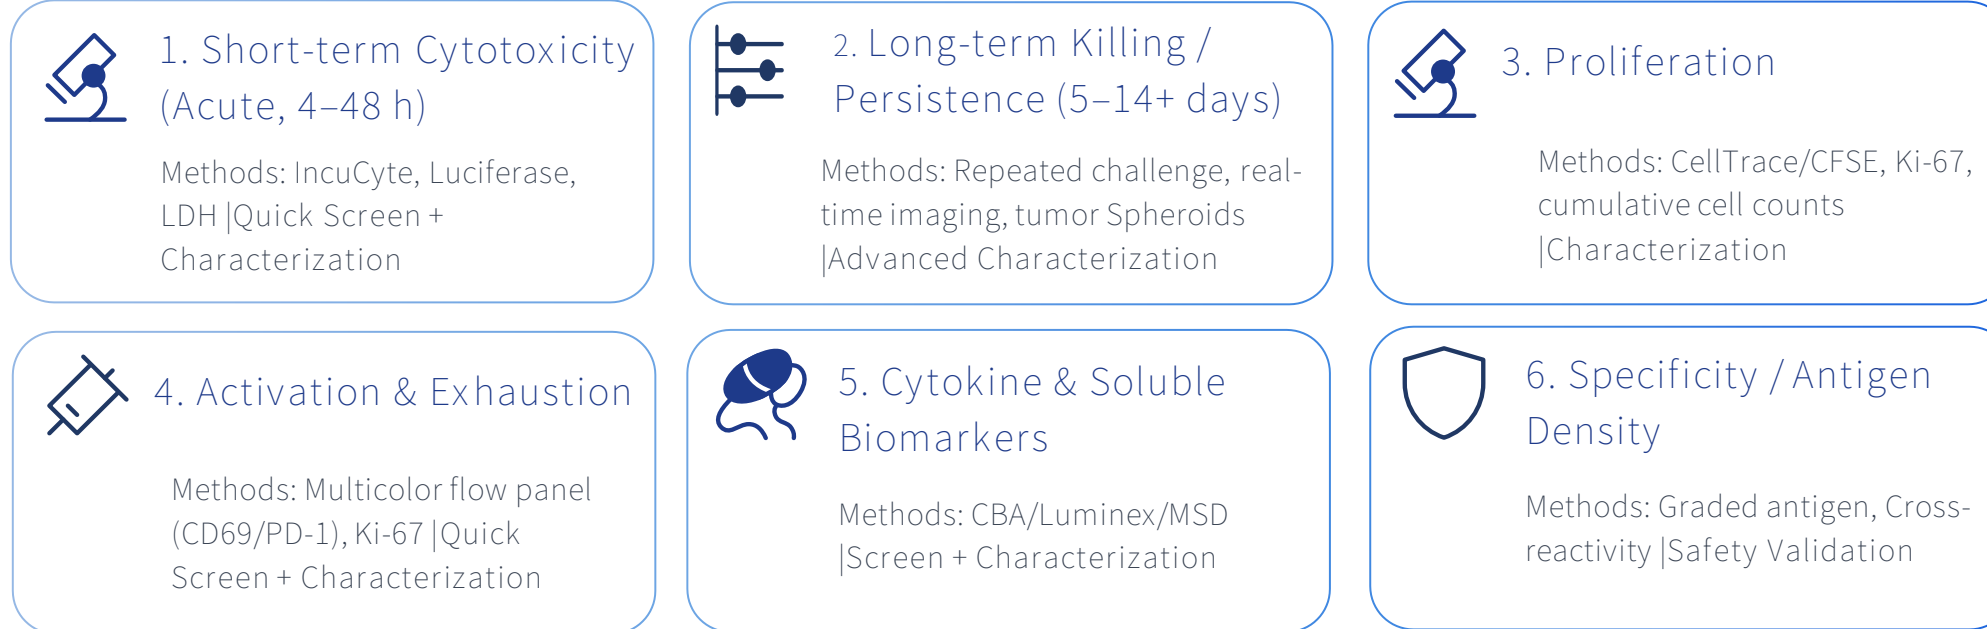 1. Short-term Cytotoxicity
(Acute, 4–48 h)
Methods: IncuCyte, Luciferase,
LDH |Quick Screen +
Characterization
2. Long-term Killing /
Persistence (5–14+ days)
Methods: Repeated challenge, real-
time imaging, tumor Spheroids
|Advanced Characterization
3. Proliferation
Methods: CellTrace/CFSE, Ki-67,
cumulative cell counts
|Characterization
4. Activation & Exhaustion
Methods: Multicolor flow panel
(CD69/PD-1), Ki-67 |Quick
Screen + Characterization
5. Cytokine & Soluble
Biomarkers
Methods: CBA/Luminex/MSD
|Screen + Characterization
6. Specificity / Antigen
Density
Methods: Graded antigen, Cross-
reactivity |Safety Validation